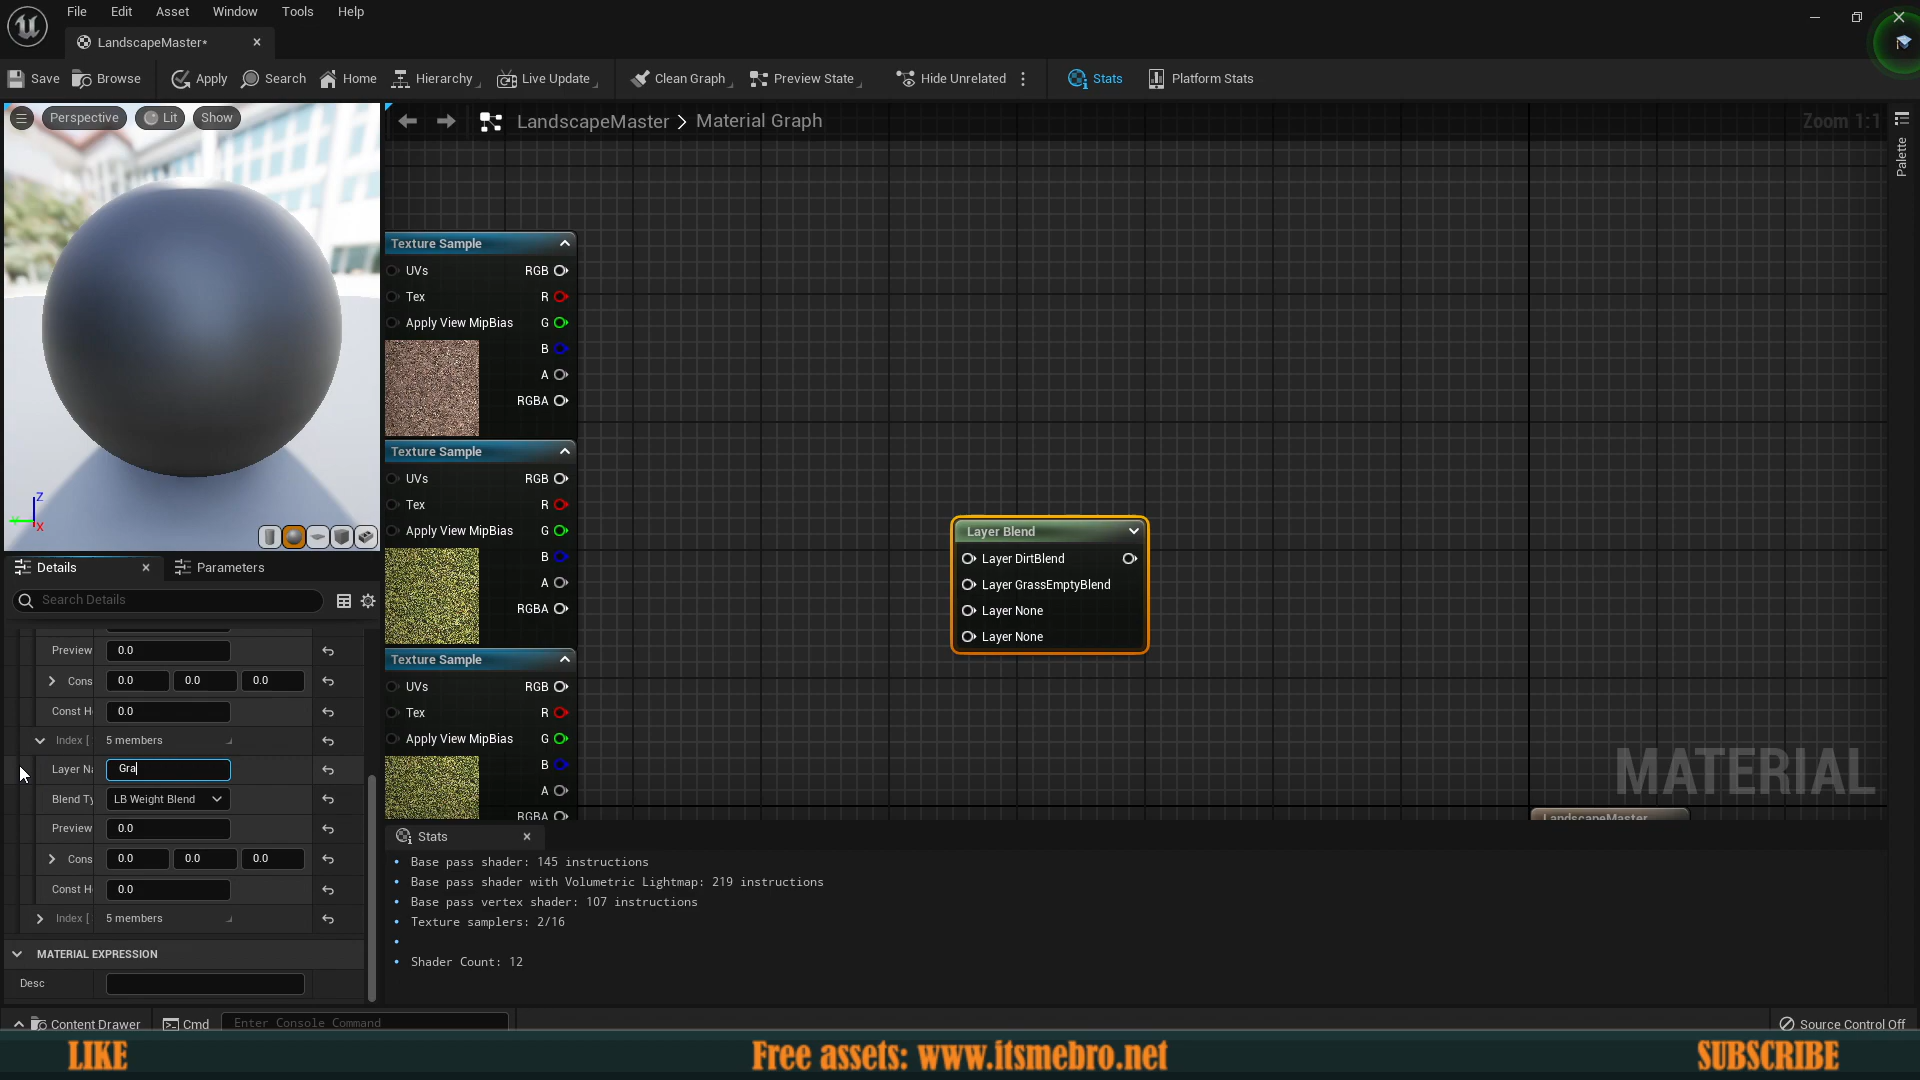 File Edit Asset Window Tools Help
LandscapeMaster*
Save Browse Apply Search Home Hierarchy Live Update Clean Graph Preview State Hide Unrelated Stats Platform Stats
Perspective Lit Show
LandscapeMaster > Material Graph
Zoom 1:1
Palette
Texture Sample
UVs RGB
Tex R
Apply View MipBias G
B
A
RGBA
Texture Sample
UVs RGB
Tex R
Apply View MipBias G
B
A
RGBA
Texture Sample
UVs RGB
Tex R
Apply View MipBias G
B
A
RGBA
Layer Blend
Layer DirtBlend
Layer GrassEmptyBlend
Layer None
Layer None
MATERIAL
LandscapeMaster
Z
Y
X
Details Parameters
Search Details
Preview 0.0
Cons 0.0 0.0 0.0
Const H 0.0
Index [ 5 members
Layer Na Gra
Blend Ty LB Weight Blend
Preview 0.0
Cons 0.0 0.0 0.0
Const H 0.0
Index [ 5 members
MATERIAL EXPRESSION
Desc
Stats
Base pass shader: 145 instructions
Base pass shader with Volumetric Lightmap: 219 instructions
Base pass vertex shader: 107 instructions
Texture samplers: 2/16
Shader Count: 12
Content Drawer Cmd Enter Console Command Source Control Off
LIKE Free assets: www.itsmebro.net SUBSCRIBE